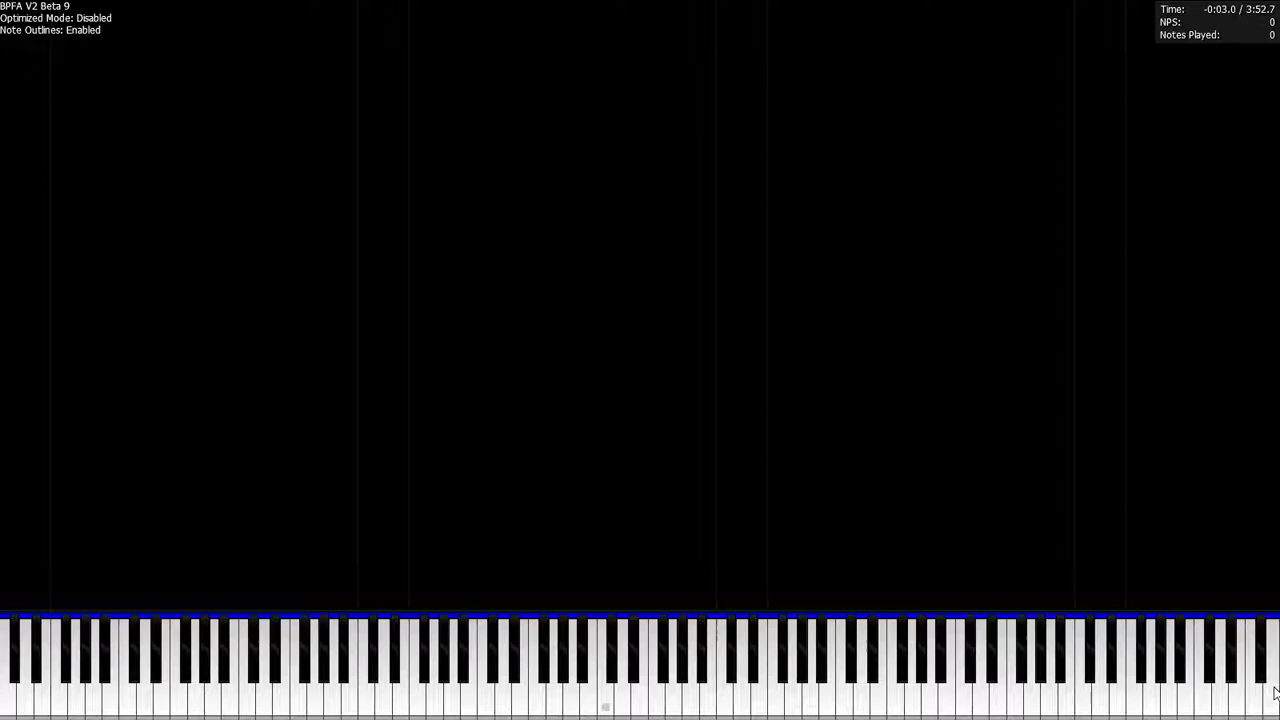 BPFA V2 Beta 9
Optimized Mode: Disabled
Note Outlines: Enabled
Time: -0:03.0 / 3:52.7
NPS: 0
Notes Played: 0